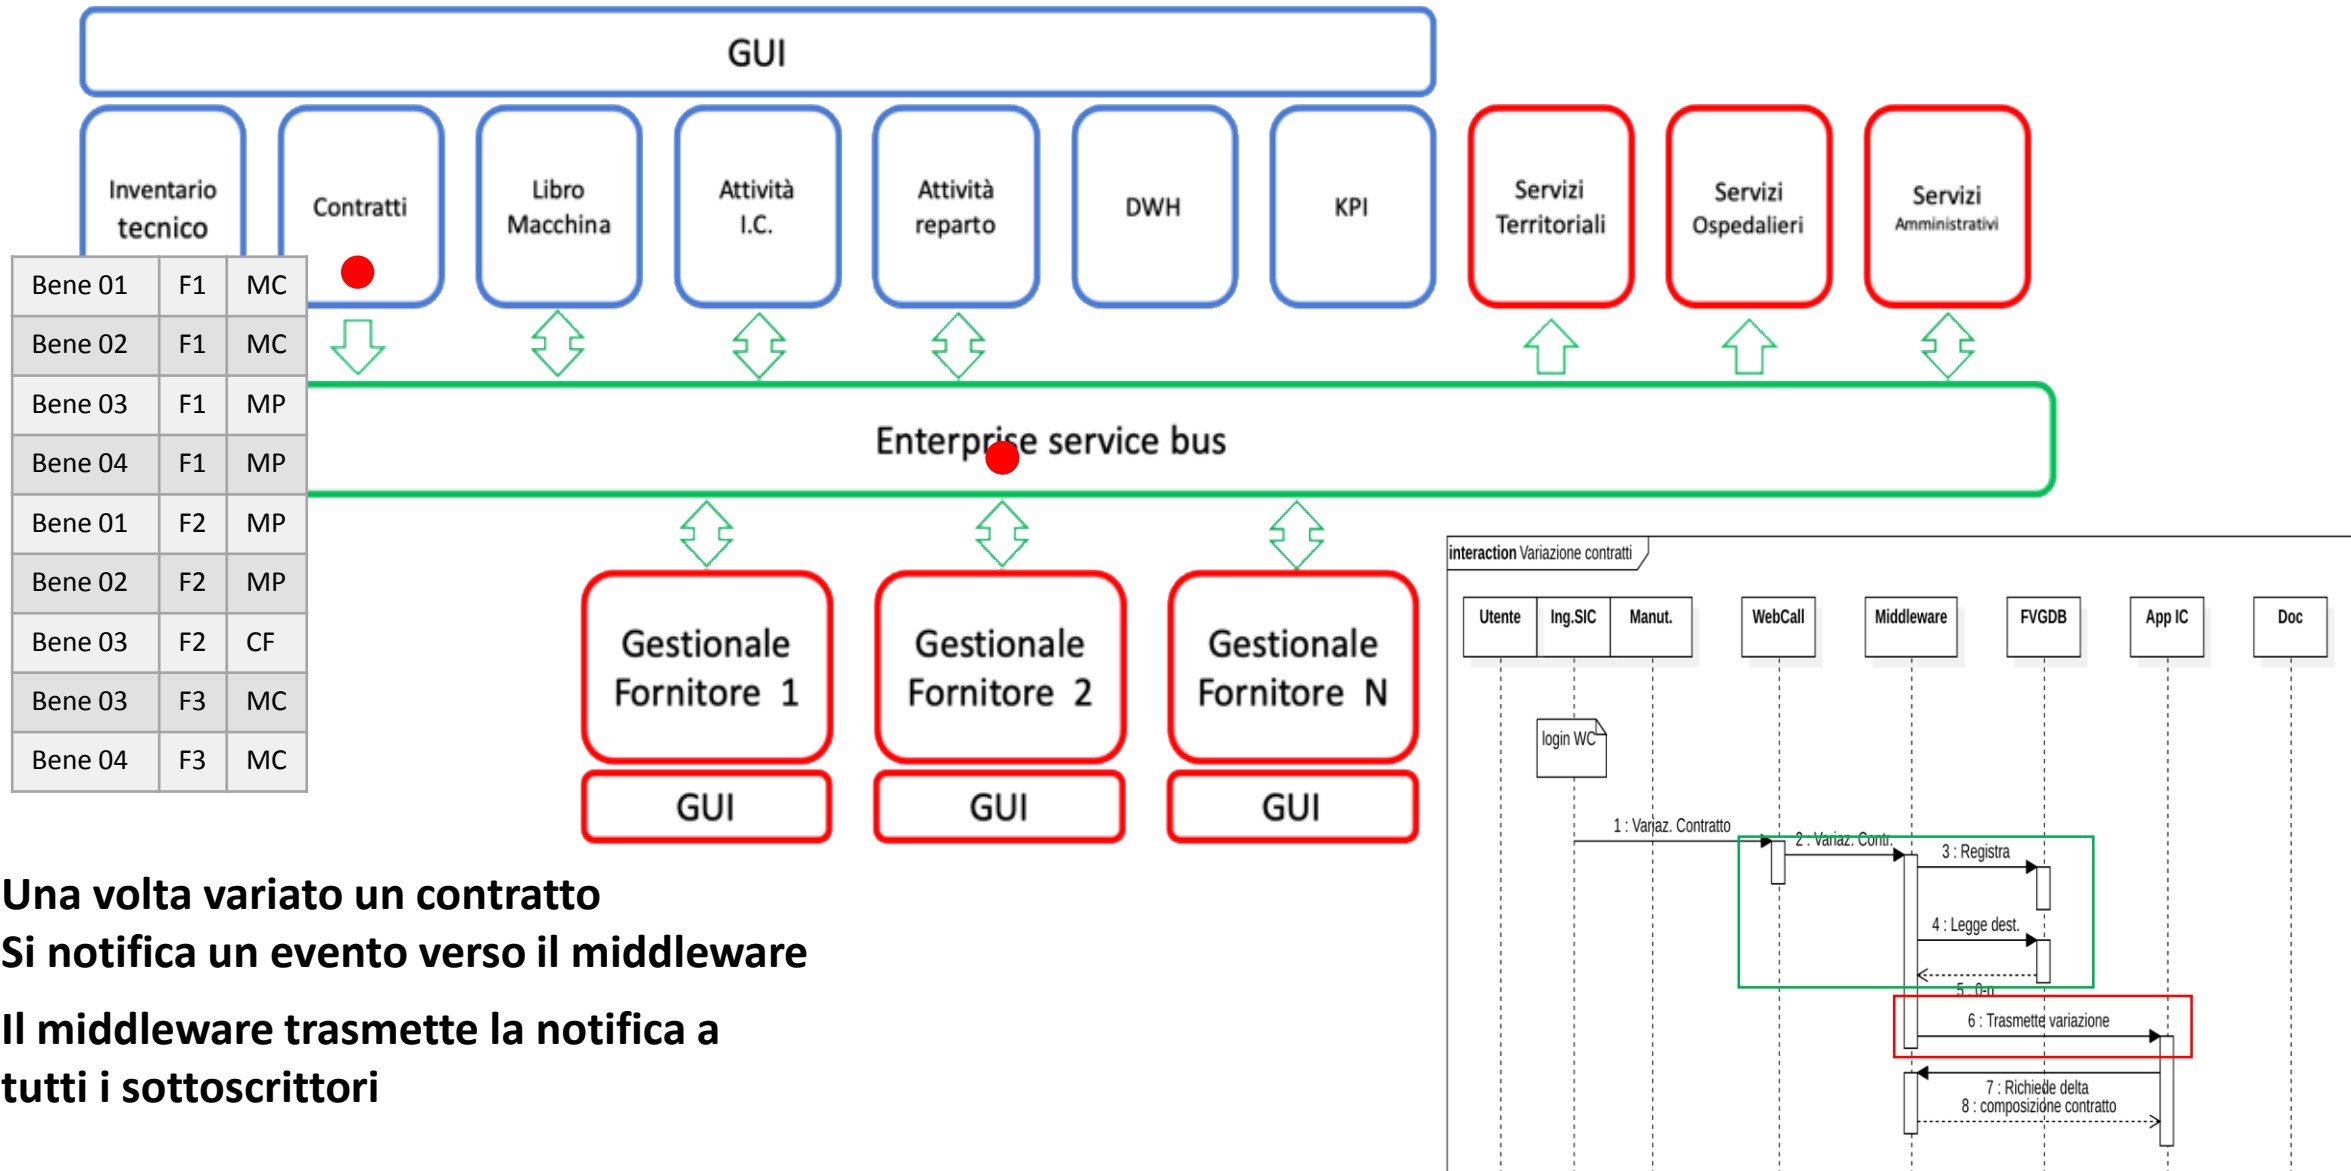 GUI
Inventario
tecnico
Contratti
Libro
Macchina
Attività
I.C.
Attività
reparto
DWH
KPI
Servizi
Territoriali
Servizi
Ospedalieri
Servizi
Amministrativi
Bene 01 F1 MC
Bene 02 F1 MC
Bene 03 F1 MP
Bene 04 F1 MP
Bene 01 F2 MP
Bene 02 F2 MP
Bene 03 F2 CF
Bene 03 F3 MC
Bene 04 F3 MC
Enterprise service bus
Gestionale
Fornitore 1
Gestionale
Fornitore 2
Gestionale
Fornitore N
GUI
GUI
GUI
interaction Variazione contratti
Utente
Ing.SIC
Manut.
WebCall
Middleware
FVGDB
App IC
Doc
login WC
1 : Variaz. Contratto
2 : Variaz. Contr.
3 : Registra
4 : Legge dest.
5 : 0-n
6 : Trasmette variazione
7 : Richiede delta
8 : composizione contratto
Una volta variato un contratto
Si notifica un evento verso il middleware
Il middleware trasmette la notifica a
tutti i sottoscrittori